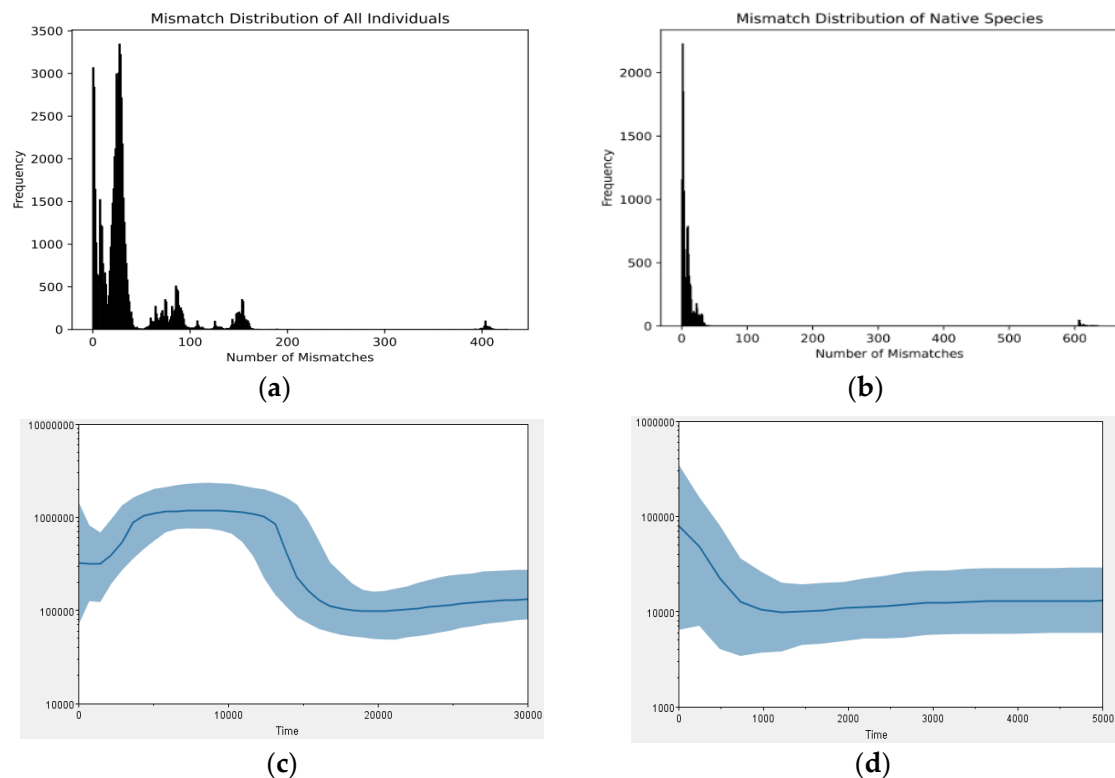 Mismatch Distribution of All Individuals
3500
3000
2500
2000
1500
1000
500
0
Frequency
0 100 200 300 400
Number of Mismatches
(a)
Mismatch Distribution of Native Species
2000
1500
1000
500
0
Frequency
0 100 200 300 400 500 600
Number of Mismatches
(b)
10000000
1000000
100000
10000
0 10000 20000 30000
Time
(c)
1000000
100000
10000
1000
0 1000 2000 3000 4000 5000
Time
(d)